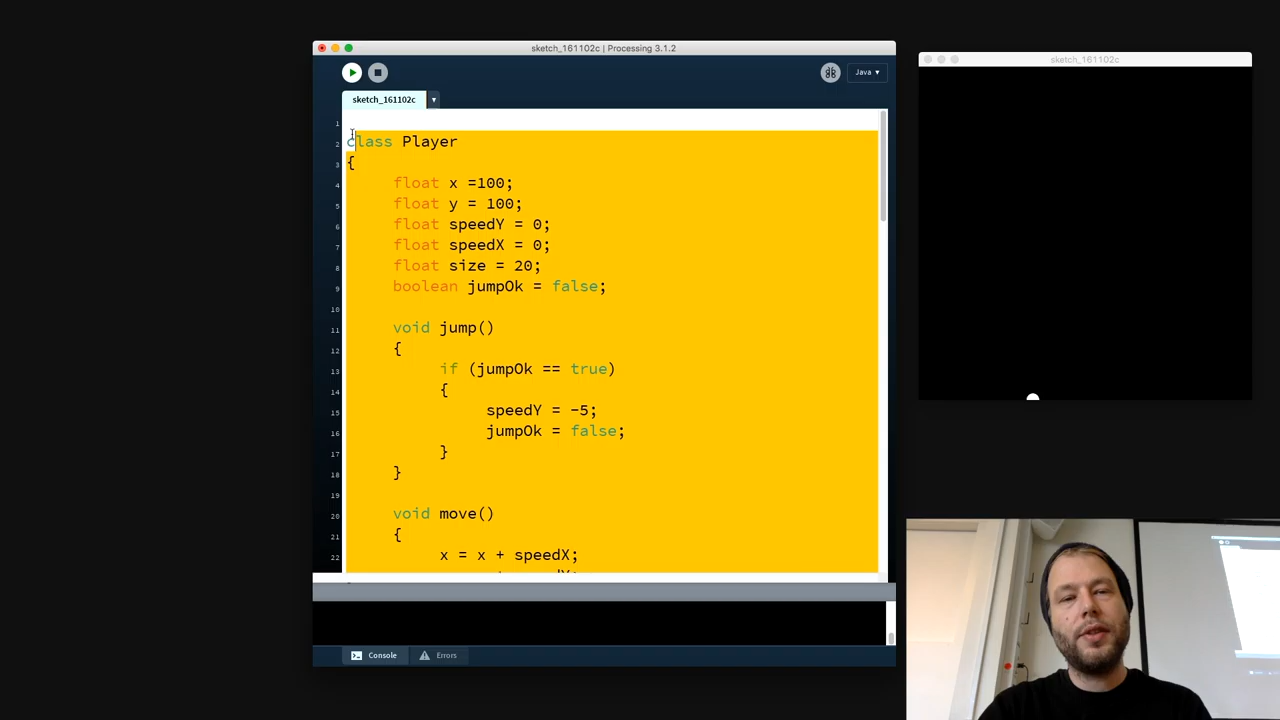 sketch_161102c | Processing 3.1.2
sketch_161102c
Java ▾
sketch_161102c ▾
1
2 class Player
3 {
4 float x =100;
5 float y = 100;
6 float speedY = 0;
7 float speedX = 0;
8 float size = 20;
9 boolean jumpOk = false;
10
11 void jump()
12 {
13 if (jumpOk == true)
14 {
15 speedY = -5;
16 jumpOk = false;
17 }
18 }
19
20 void move()
21 {
22 x = x + speedX;
Console Errors